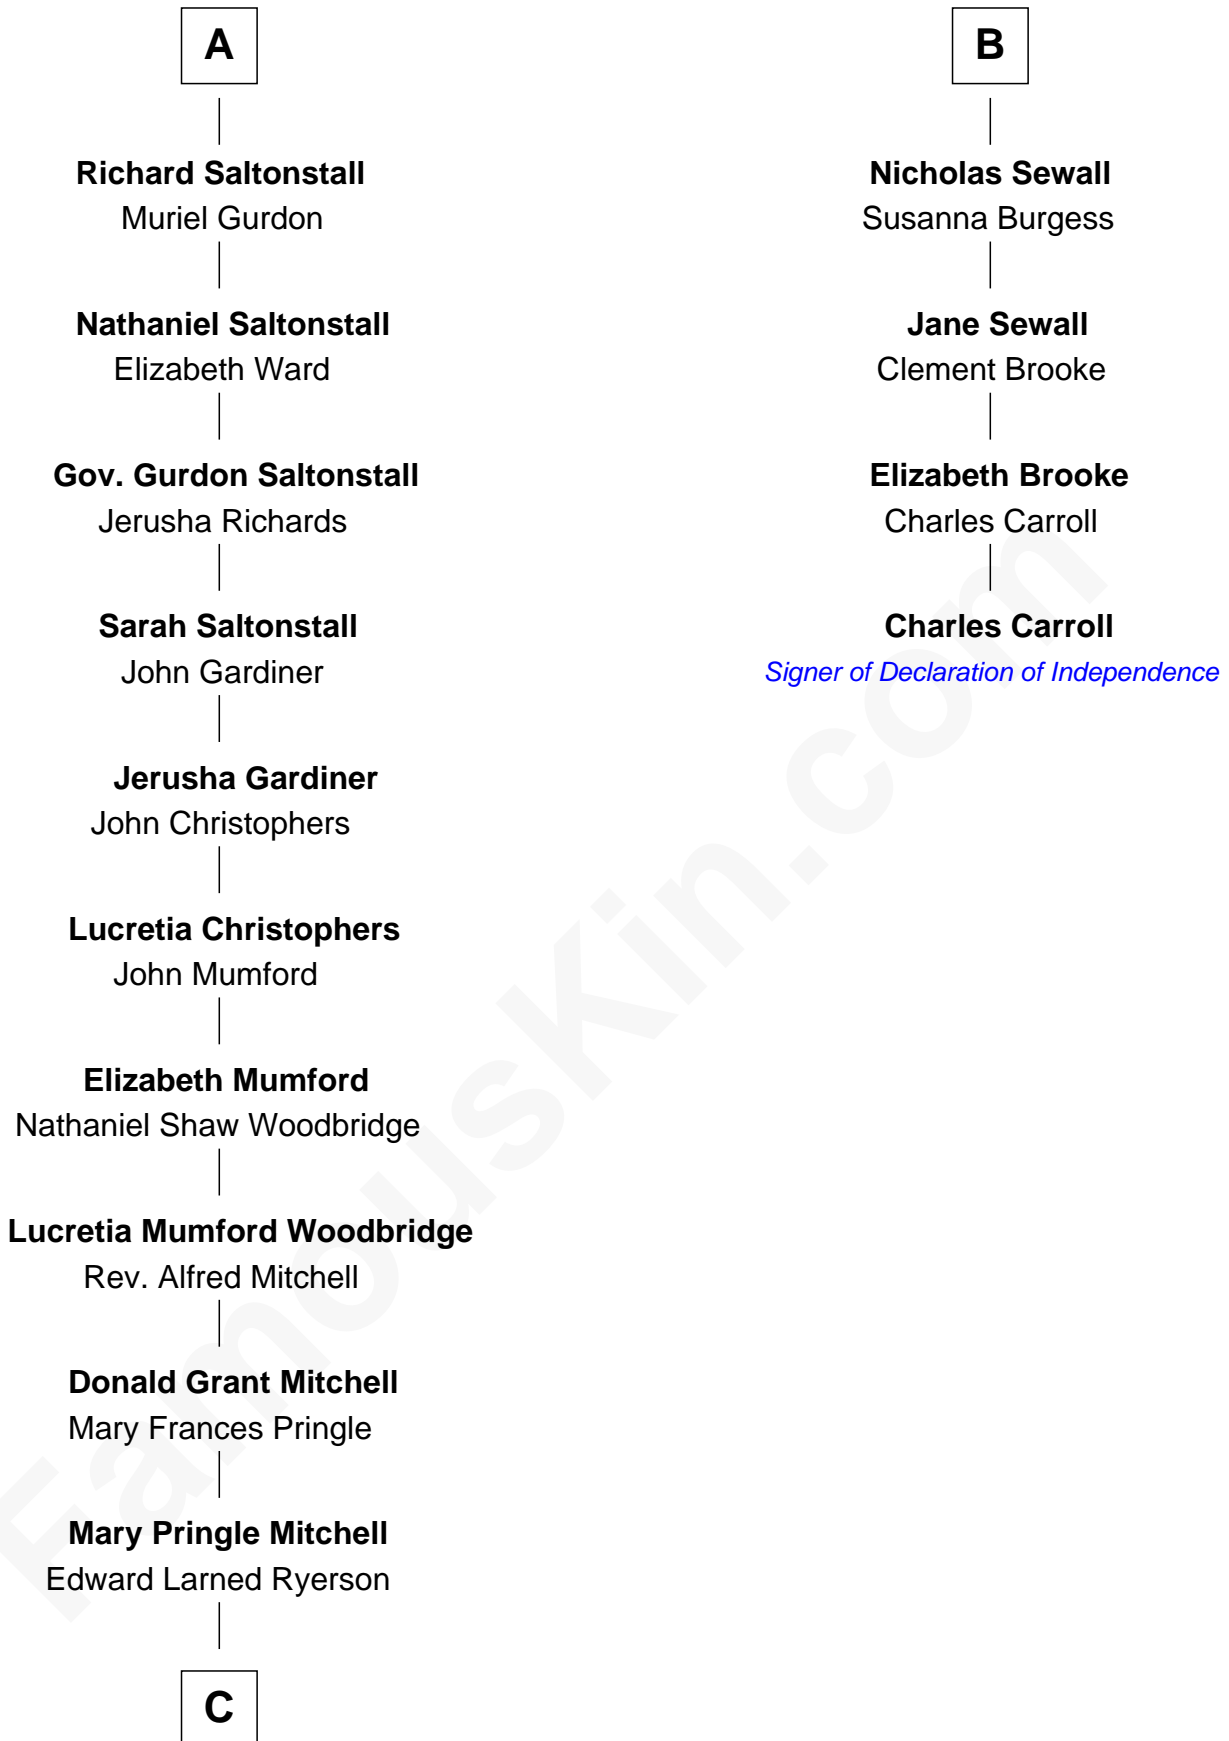 A
Richard Saltonstall
Muriel Gurdon
Nathaniel Saltonstall
Elizabeth Ward
Gov. Gurdon Saltonstall
Jerusha Richards
Sarah Saltonstall
John Gardiner
Jerusha Gardiner
John Christophers
Lucretia Christophers
John Mumford
Elizabeth Mumford
Nathaniel Shaw Woodbridge
Lucretia Mumford Woodbridge
Rev. Alfred Mitchell
Donald Grant Mitchell
Mary Frances Pringle
Mary Pringle Mitchell
Edward Larned Ryerson
C
B
Nicholas Sewall
Susanna Burgess
Jane Sewall
Clement Brooke
Elizabeth Brooke
Charles Carroll
Charles Carroll
Signer of Declaration of Independence
FamousKin.com